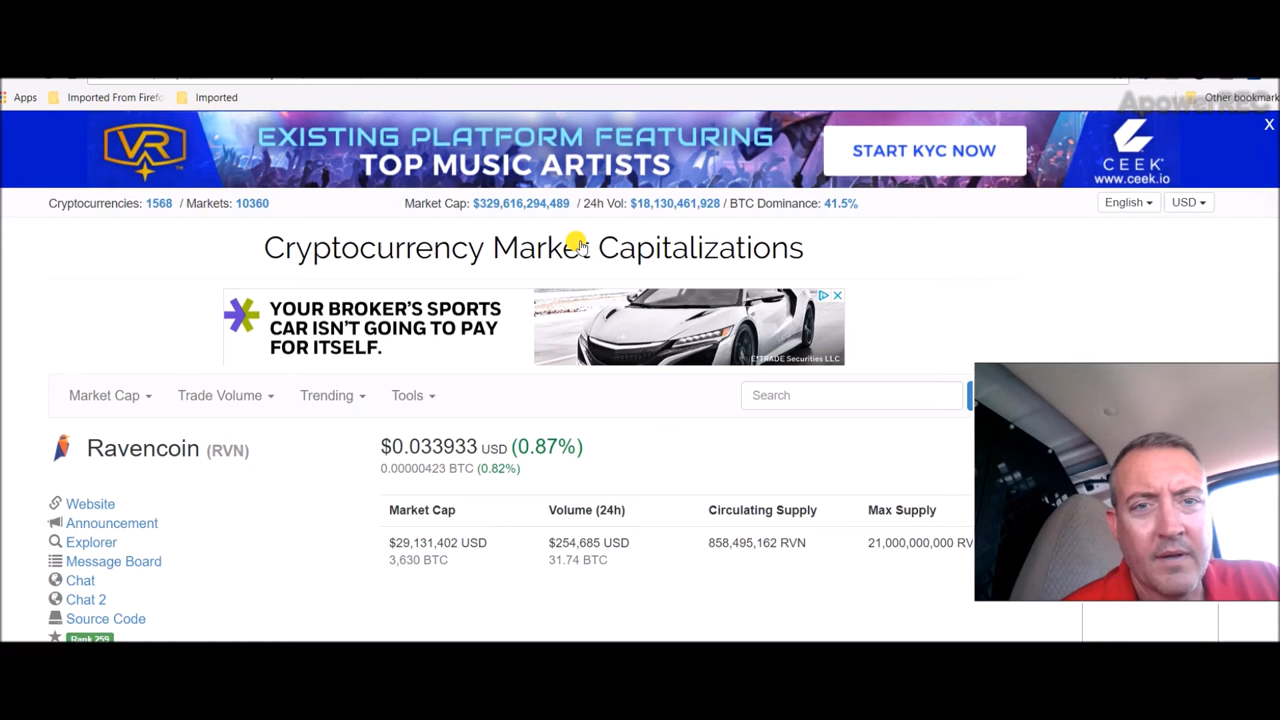 Apps Imported From Firefo Imported Other bookmark
ApowerREC
X
VR EXISTING PLATFORM FEATURING
TOP MUSIC ARTISTS
START KYC NOW
CEEK
www.ceek.io
Cryptocurrencies: 1568 / Markets: 10360 Market Cap: $329,616,294,489 / 24h Vol: $18,130,461,928 / BTC Dominance: 41.5% English USD
Cryptocurrency Market Capitalizations
YOUR BROKER'S SPORTS
CAR ISN'T GOING TO PAY
FOR ITSELF.
E*TRADE Securities LLC
Market Cap Trade Volume Trending Tools Search
Ravencoin (RVN) $0.033933 USD (0.87%)
0.00000423 BTC (0.82%)
Website
Announcement
Explorer
Message Board
Chat
Chat 2
Source Code
Rank 259
Market Cap Volume (24h) Circulating Supply Max Supply
$29,131,402 USD $254,685 USD 858,495,162 RVN 21,000,000,000 RV
3,630 BTC 31.74 BTC